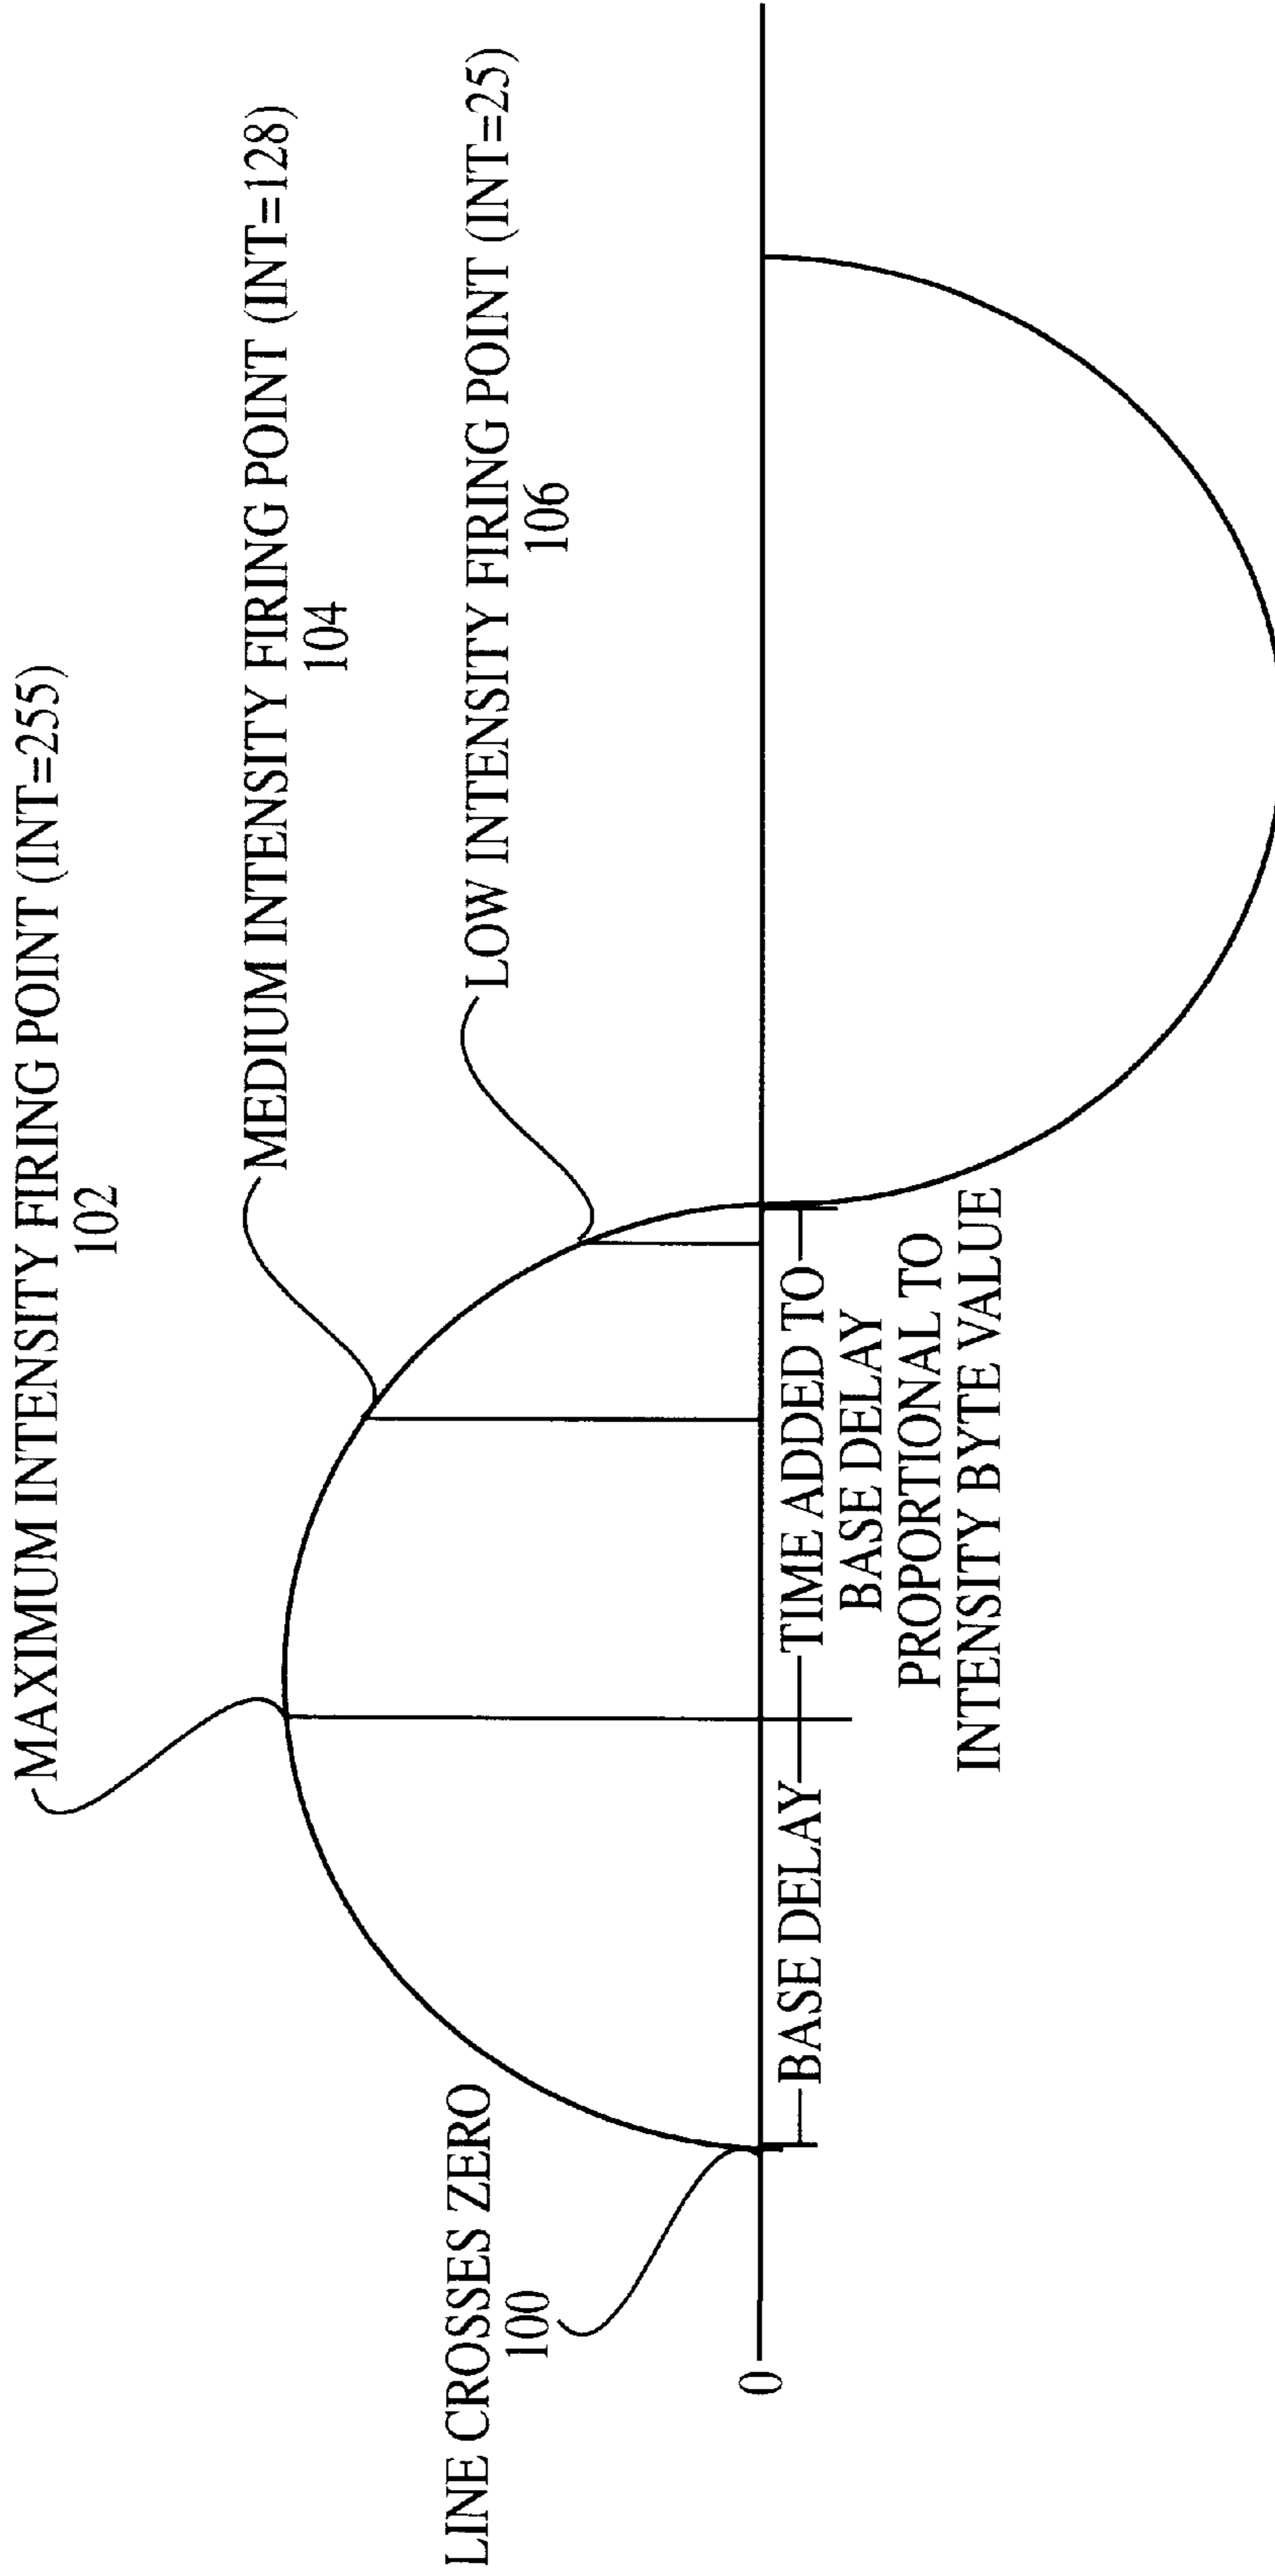 MAXIMUM INTENSITY FIRING POINT (INT=255)
102
MEDIUM INTENSITY FIRING POINT (INT=128)
104
LOW INTENSITY FIRING POINT (INT=25)
106
LINE CROSSES ZERO
100
0
BASE DELAY
TIME ADDED TO
BASE DELAY
PROPORTIONAL TO
INTENSITY BYTE VALUE